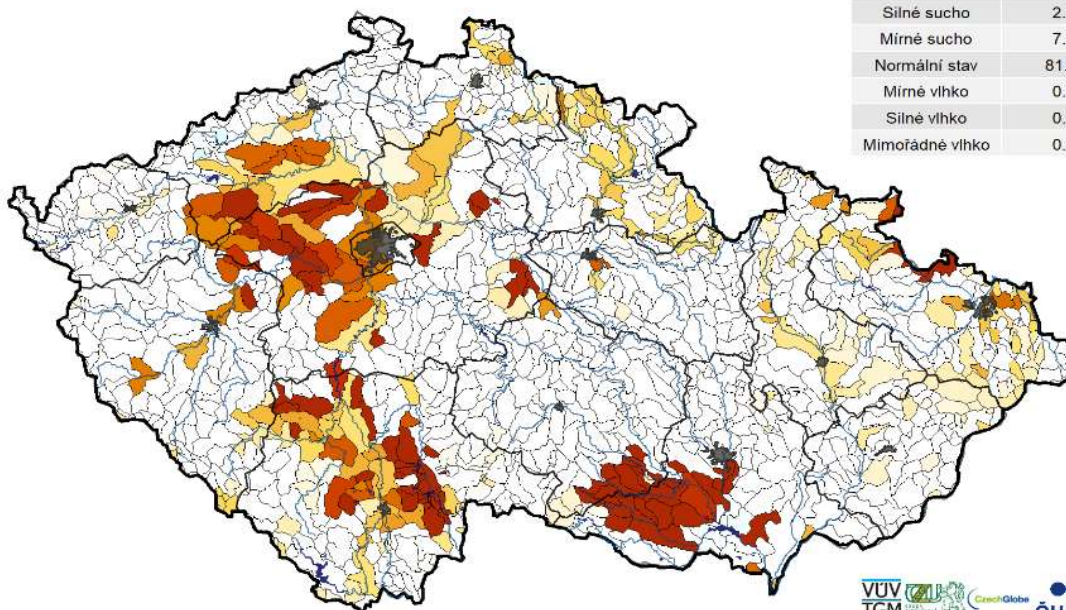 Silné sucho 2.
Mírné sucho 7.
Normální stav 81.
Mírné vlhko 0.
Silné vlhko 0.
Mimořádné vlhko 0.
VÚV
TGM
CzechGlobe